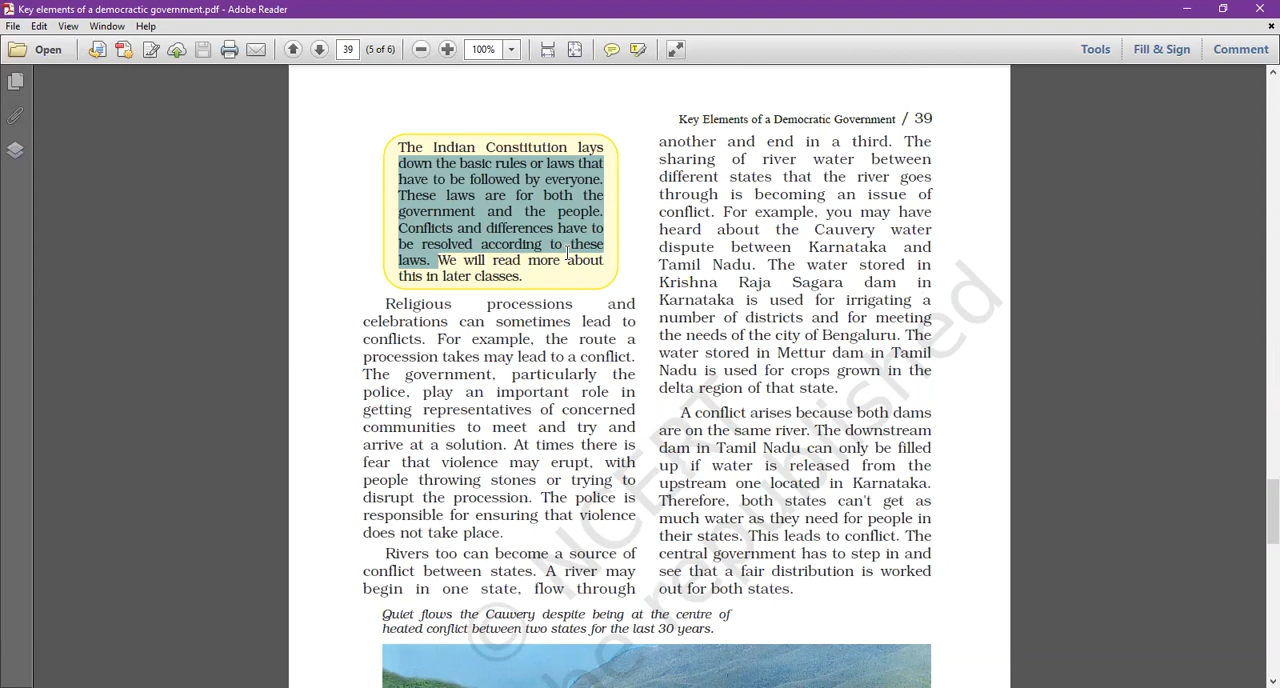 Key elements of a democractic government.pdf - Adobe Reader
File Edit View Window Help
Open 39 (5 of 6) 100% Tools Fill & Sign Comment
Key Elements of a Democratic Government / 39
The Indian Constitution lays
down the basic rules or laws that
have to be followed by everyone.
These laws are for both the
government and the people.
Conflicts and differences have to
be resolved according to these
laws. We will read more about
this in later classes.
Religious processions and
celebrations can sometimes lead to
conflicts. For example, the route a
procession takes may lead to a conflict.
The government, particularly the
police, play an important role in
getting representatives of concerned
communities to meet and try and
arrive at a solution. At times there is
fear that violence may erupt, with
people throwing stones or trying to
disrupt the procession. The police is
responsible for ensuring that violence
does not take place.
Rivers too can become a source of
conflict between states. A river may
begin in one state, flow through
another and end in a third. The
sharing of river water between
different states that the river goes
through is becoming an issue of
conflict. For example, you may have
heard about the Cauvery water
dispute between Karnataka and
Tamil Nadu. The water stored in
Krishna Raja Sagara dam in
Karnataka is used for irrigating a
number of districts and for meeting
the needs of the city of Bengaluru. The
water stored in Mettur dam in Tamil
Nadu is used for crops grown in the
delta region of that state.
A conflict arises because both dams
are on the same river. The downstream
dam in Tamil Nadu can only be filled
up if water is released from the
upstream one located in Karnataka.
Therefore, both states can't get as
much water as they need for people in
their states. This leads to conflict. The
central government has to step in and
see that a fair distribution is worked
out for both states.
Quiet flows the Cauvery despite being at the centre of
heated conflict between two states for the last 30 years.
© NCERT
be republished